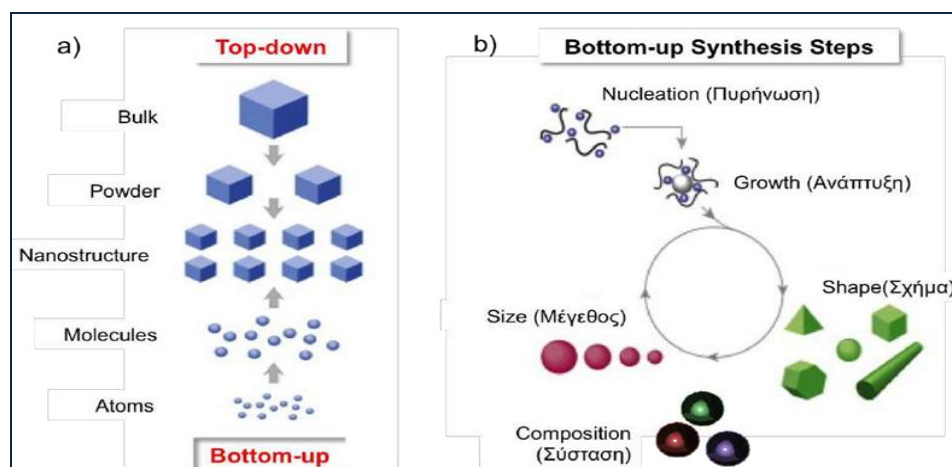 a)
Top-down
Bulk
Powder
Nanostructure
Molecules
Atoms
Bottom-up
b)
Bottom-up Synthesis Steps
Nucleation (Πυρήνωση)
Growth (Ανάπτυξη)
Shape(Σχήμα)
Size (Μέγεθος)
Composition
(Σύσταση)